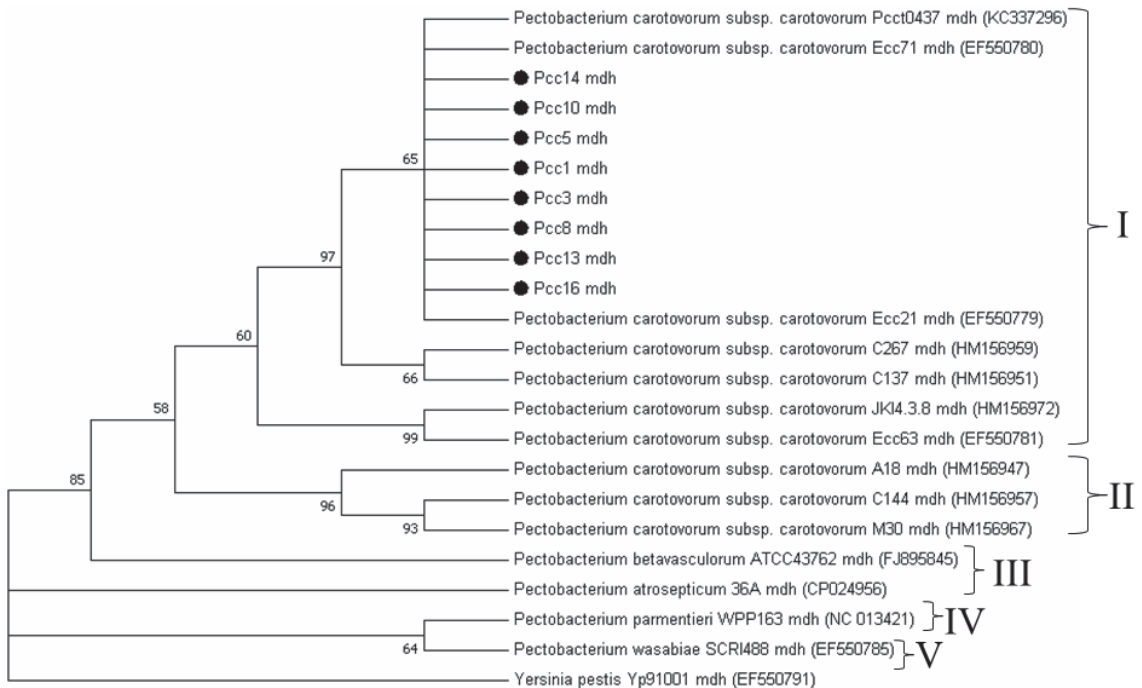 Pectobacterium carotovorum subsp. carotovorum Pcct0437 mdh (KC337296)
Pectobacterium carotovorum subsp. carotovorum Ecc71 mdh (EF550780)
Pcc14 mdh
Pcc10 mdh
Pcc5 mdh
65
Pcc1 mdh
Pcc3 mdh
I
Pcc8 mdh
97
Pcc13 mdh
Pcc16 mdh
Pectobacterium carotovorum subsp. carotovorum Ecc21 mdh (EF550779)
60
Pectobacterium carotovorum subsp. carotovorum C267 mdh (HM156959)
66
Pectobacterium carotovorum subsp. carotovorum C137 mdh (HM156951)
58
Pectobacterium carotovorum subsp. carotovorum JKI4.3.8 mdh (HM156972)
99
Pectobacterium carotovorum subsp. carotovorum Ecc63 mdh (EF550781)
85
Pectobacterium carotovorum subsp. carotovorum A18 mdh (HM156947)
96
Pectobacterium carotovorum subsp. carotovorum C144 mdh (HM156957)
II
93
Pectobacterium carotovorum subsp. carotovorum M30 mdh (HM156967)
Pectobacterium betavasculorum ATCC43762 mdh (FJ895845)
III
Pectobacterium atrosepticum 36A mdh (CP024956)
Pectobacterium parmentieri WPP163 mdh (NC 013421)
IV
64
Pectobacterium wasabiae SCRI488 mdh (EF550785)
V
Yersinia pestis Yp91001 mdh (EF550791)